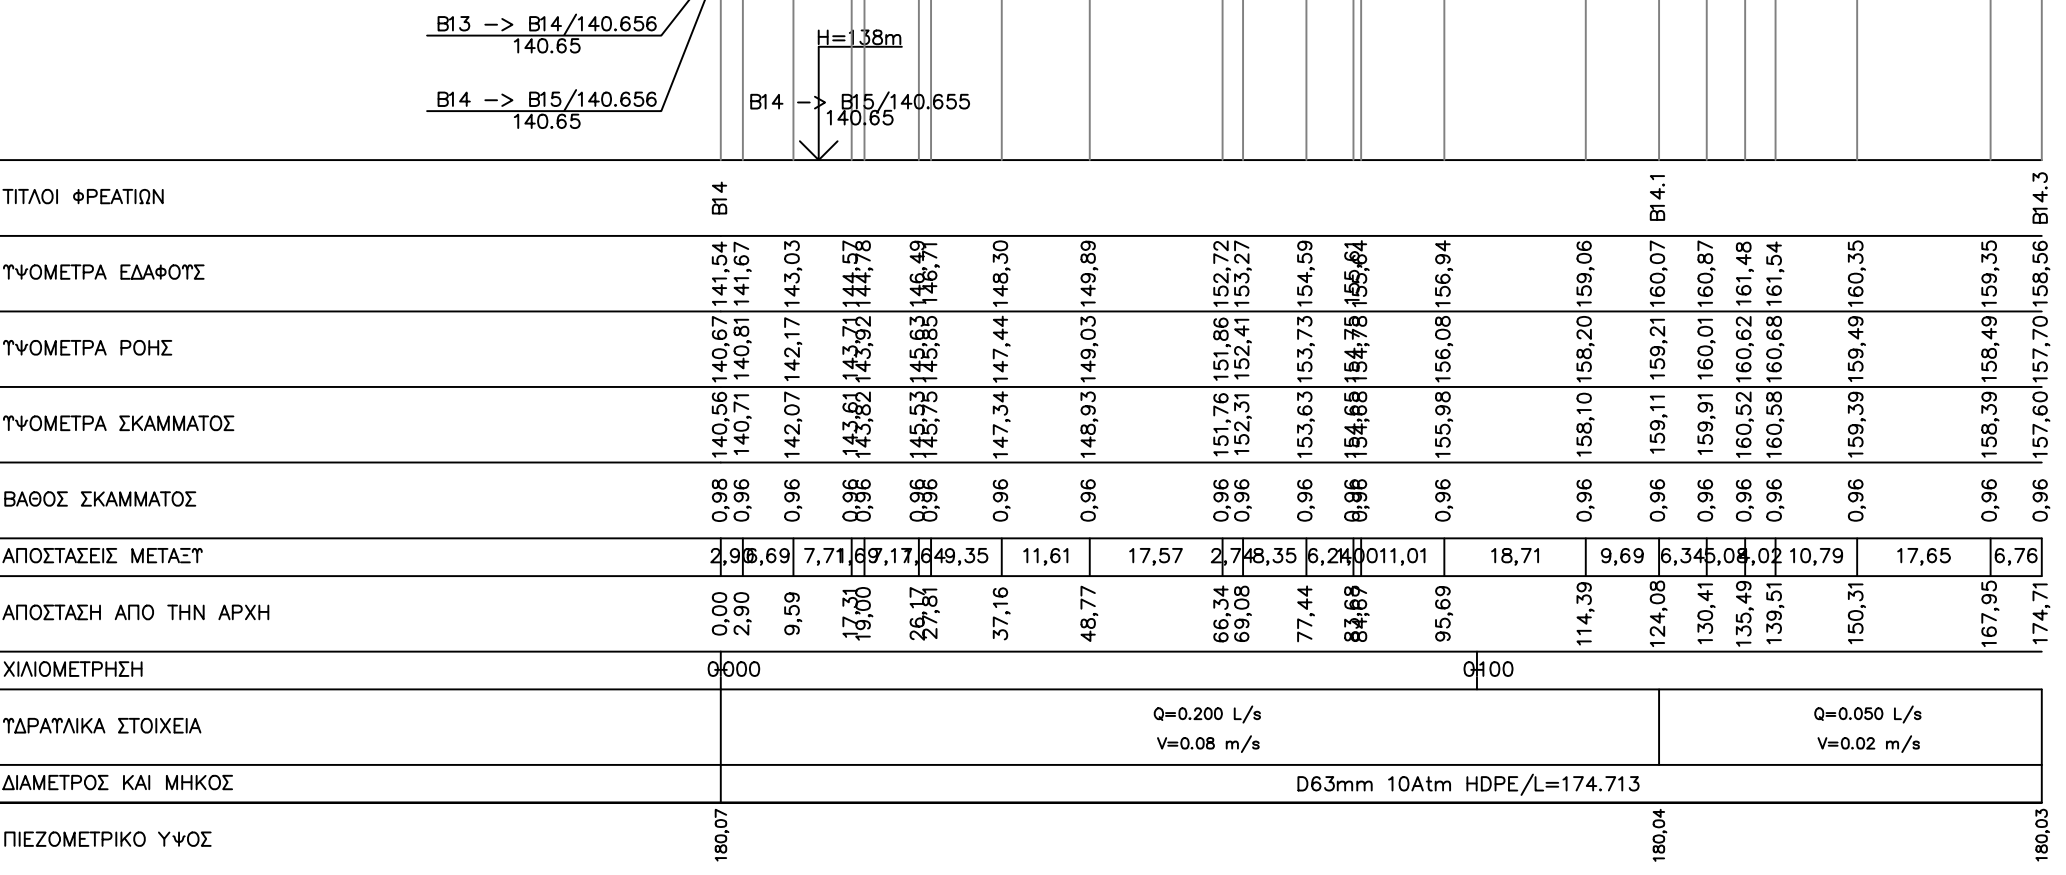 B13 -> B14/140.656
140.65
H=138m
B14 -> B15/140.656
140.65
B14 -> B15/140.655
140.65
ΤΙΤΛΟΙ ΦΡΕΑΤΙΩΝ B14 B14.1 B14.3
ΥΨΟΜΕΤΡΑ ΕΔΑΦΟΥΣ 141,54 141,67 143,03 144,57 144,78 146,49 146,71 148,30 149,89 152,72 153,27 154,59 155,61 155,64 156,94 159,06 160,07 160,87 161,48 161,54 160,35 159,35 158,56
ΥΨΟΜΕΤΡΑ ΡΟΗΣ 140,67 140,81 142,17 143,71 143,92 145,63 145,85 147,44 149,03 151,86 152,41 153,73 154,75 154,78 156,08 158,20 159,21 160,01 160,62 160,68 159,49 158,49 157,70
ΥΨΟΜΕΤΡΑ ΣΚΑΜΜΑΤΟΣ 140,56 140,71 142,07 143,61 143,82 145,53 145,75 147,34 148,93 151,76 152,31 153,63 154,65 154,68 155,98 158,10 159,11 159,91 160,52 160,58 159,39 158,39 157,60
ΒΑΘΟΣ ΣΚΑΜΜΑΤΟΣ 0,98 0,96 0,96 0,96 0,96 0,96 0,96 0,96 0,96 0,96 0,96 0,96 0,96 0,96 0,96 0,96 0,96 0,96 0,96 0,96 0,96 0,96 0,96
ΑΠΟΣΤΑΣΕΙΣ ΜΕΤΑΞΥ 2,90 6,69 7,71 1,69 7,17 1,64 9,35 11,61 17,57 2,74 8,35 6,24 1,00 11,01 18,71 9,69 6,34 5,08 4,02 10,79 17,65 6,76
ΑΠΟΣΤΑΣΗ ΑΠΟ ΤΗΝ ΑΡΧΗ 0,00 2,90 9,59 17,31 19,00 26,17 27,81 37,16 48,77 66,34 69,08 77,44 83,68 84,67 95,69 114,39 124,08 130,41 135,49 139,51 150,31 167,95 174,71
ΧΙΛΙΟΜΕΤΡΗΣΗ 0+000 0+100
ΥΔΡΑΥΛΙΚΑ ΣΤΟΙΧΕΙΑ
Q=0.200 L/s Q=0.050 L/s
V=0.08 m/s V=0.02 m/s
ΔΙΑΜΕΤΡΟΣ ΚΑΙ ΜΗΚΟΣ D63mm 10Atm HDPE/L=174.713
ΠΙΕΖΟΜΕΤΡΙΚΟ ΥΨΟΣ 180,07 180,04 180,03